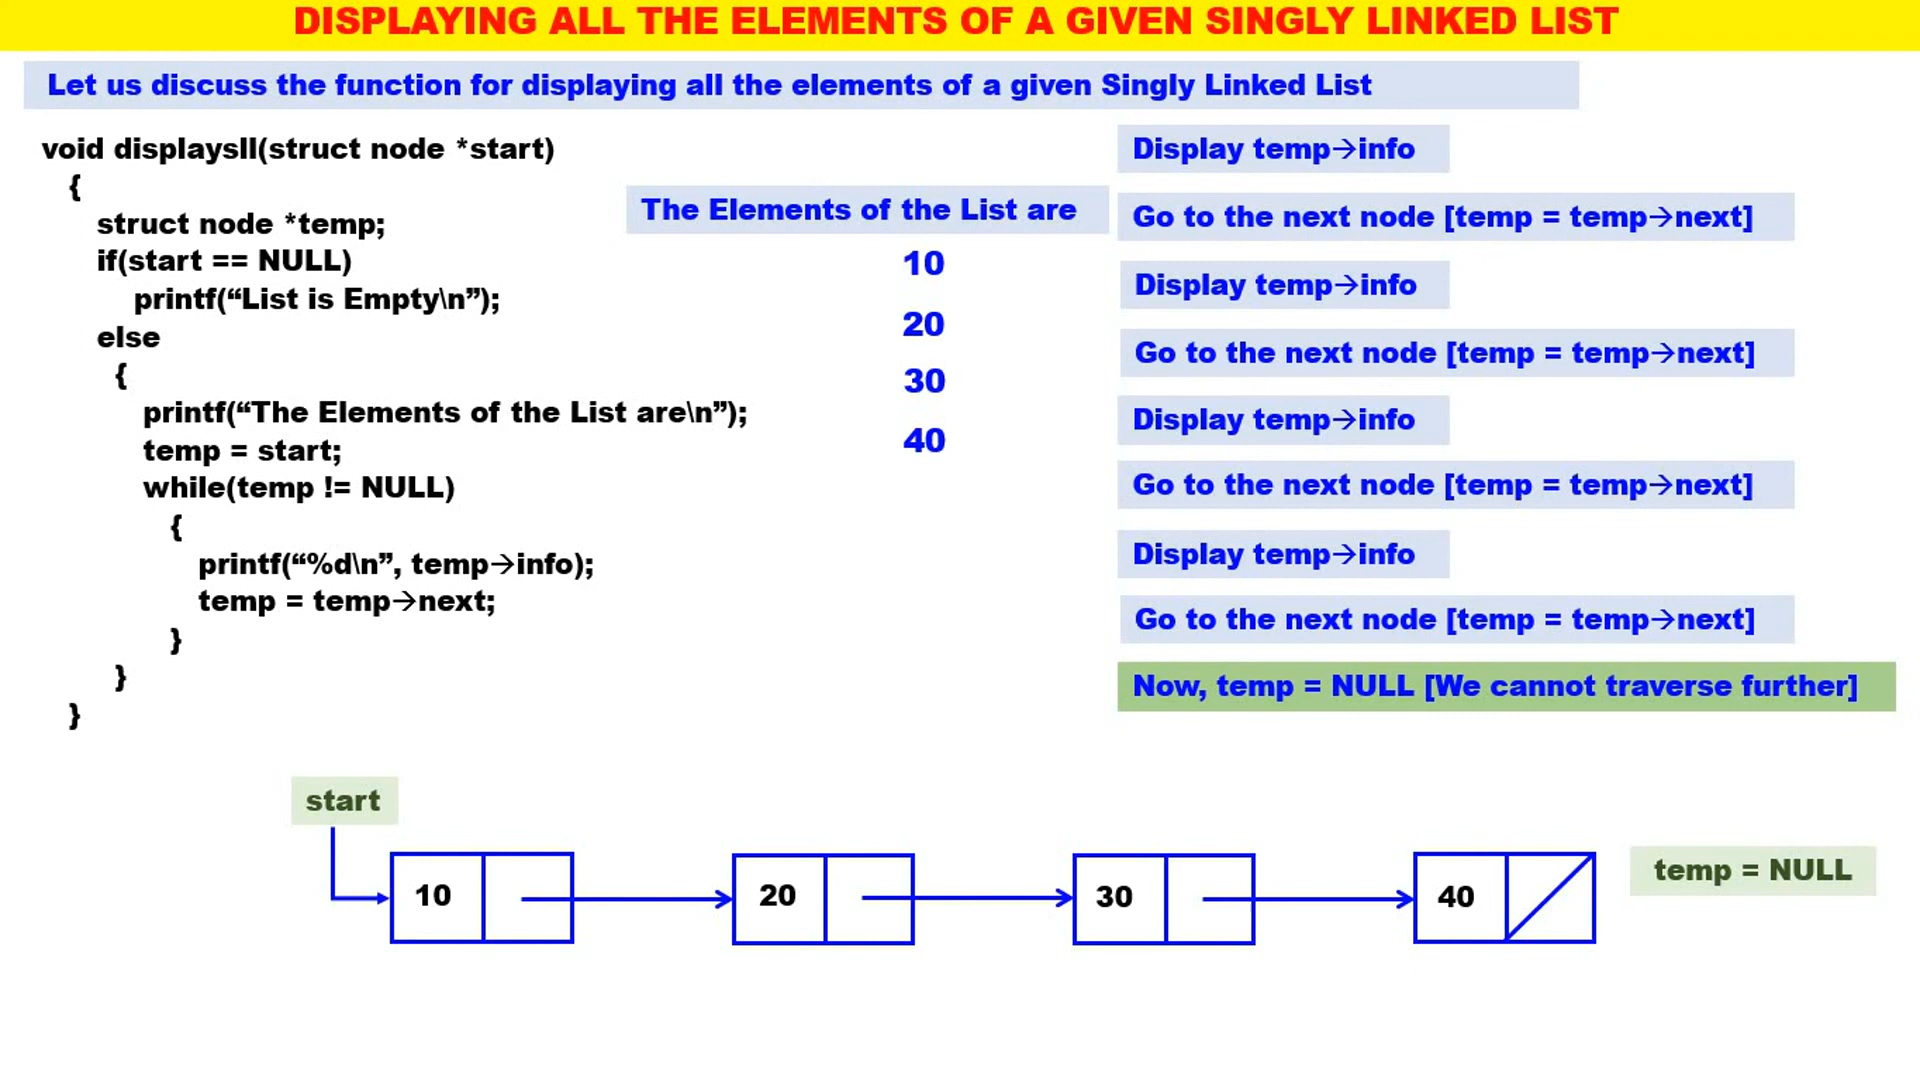 DISPLAYING ALL THE ELEMENTS OF A GIVEN SINGLY LINKED LIST
Let us discuss the function for displaying all the elements of a given Singly Linked List
void displaysll(struct node *start)
{
struct node *temp;
if(start == NULL)
printf(“List is Empty\n”);
else
{
printf(“The Elements of the List are\n”);
temp = start;
while(temp != NULL)
{
printf(“%d\n”, temp→info);
temp = temp→next;
}
}
}
The Elements of the List are
10
20
30
40
Display temp→info
Go to the next node [temp = temp→next]
Display temp→info
Go to the next node [temp = temp→next]
Display temp→info
Go to the next node [temp = temp→next]
Display temp→info
Go to the next node [temp = temp→next]
Now, temp = NULL [We cannot traverse further]
start
10
20
30
40
temp = NULL